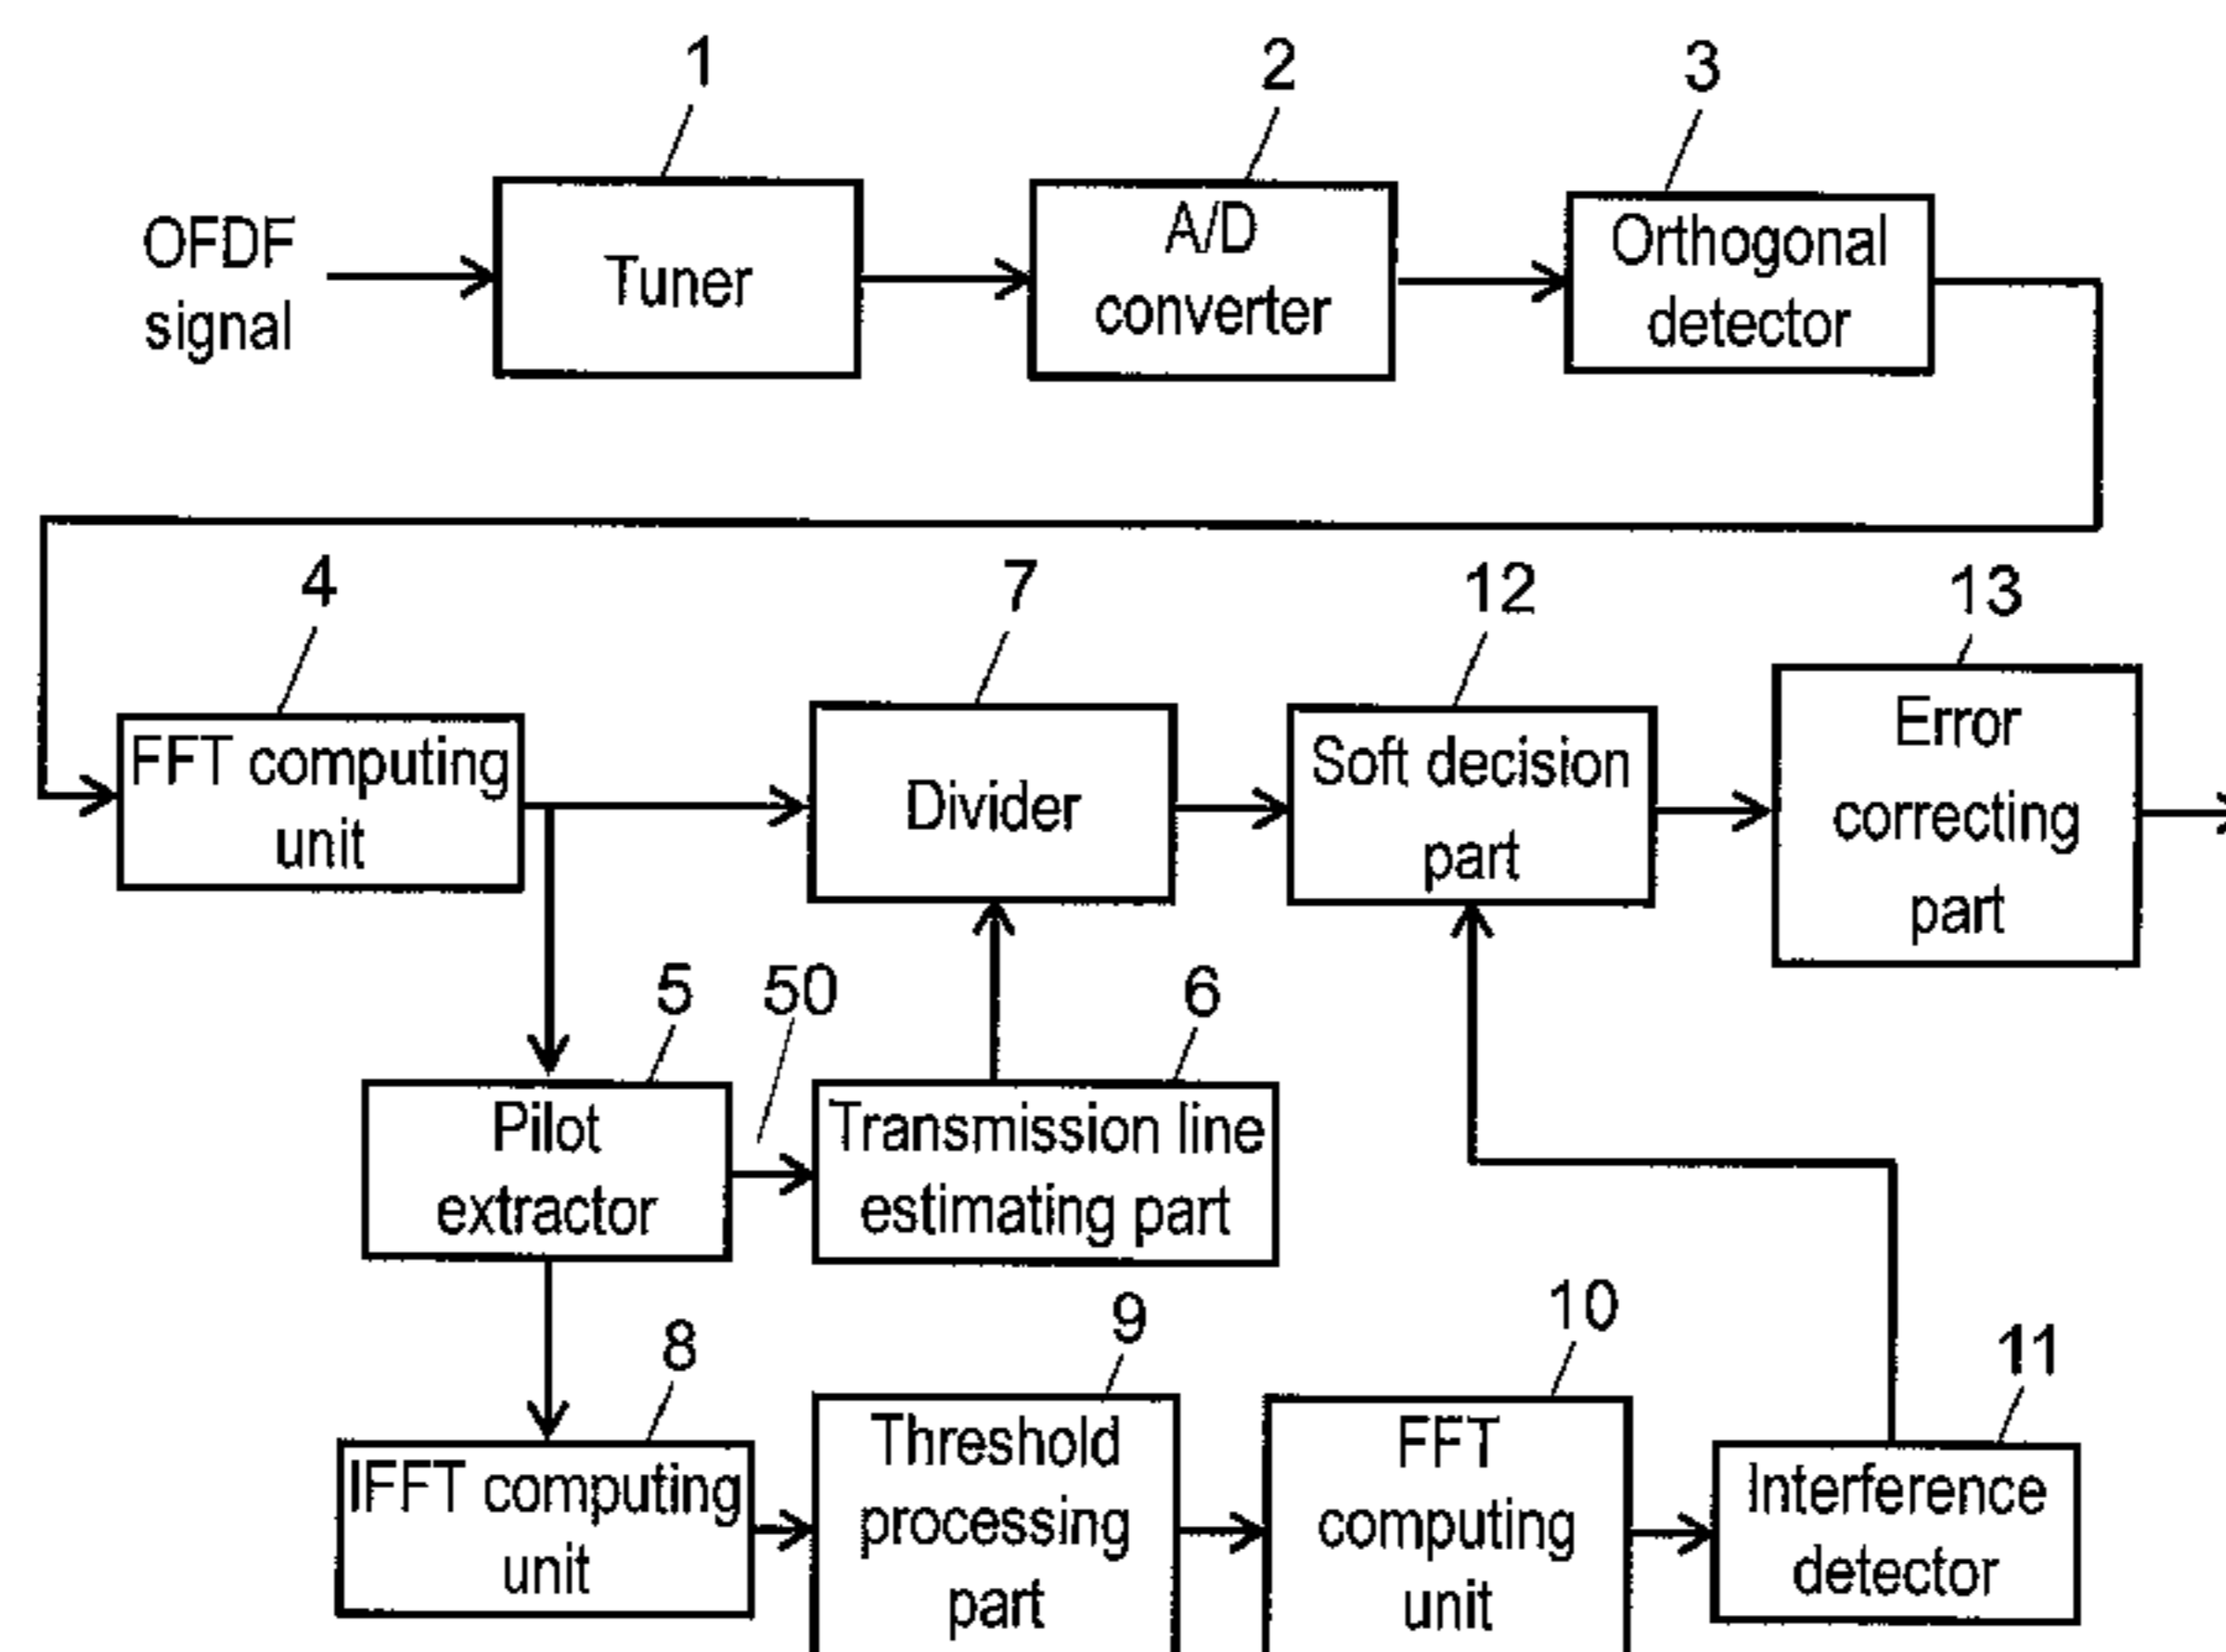 1
2
3
OFDF
signal
Tuner
A/D
converter
Orthogonal
detector
4
7
12
13
FFT computing
unit
Divider
Soft decision
part
Error
correcting
part
5
50
6
Pilot
extractor
Transmission line
estimating part
8
9
10
11
IFFT computing
unit
Threshold
processing
part
FFT
computing
unit
Interference
detector